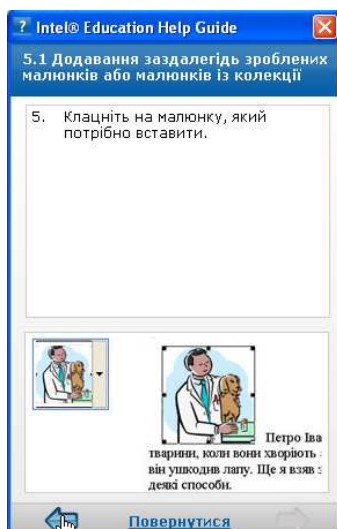 ? Intel® Education Help Guide
5.1 Додавання заздалегідь зроблених
малюнків або малюнків із колекції
5. Клацніть на малюнку, який
потрібно вставити.
Петро Іва
тварини, коли вони хворіють
він ушкодив лапу. Ще я взяв
деякі способи.
Повернутися